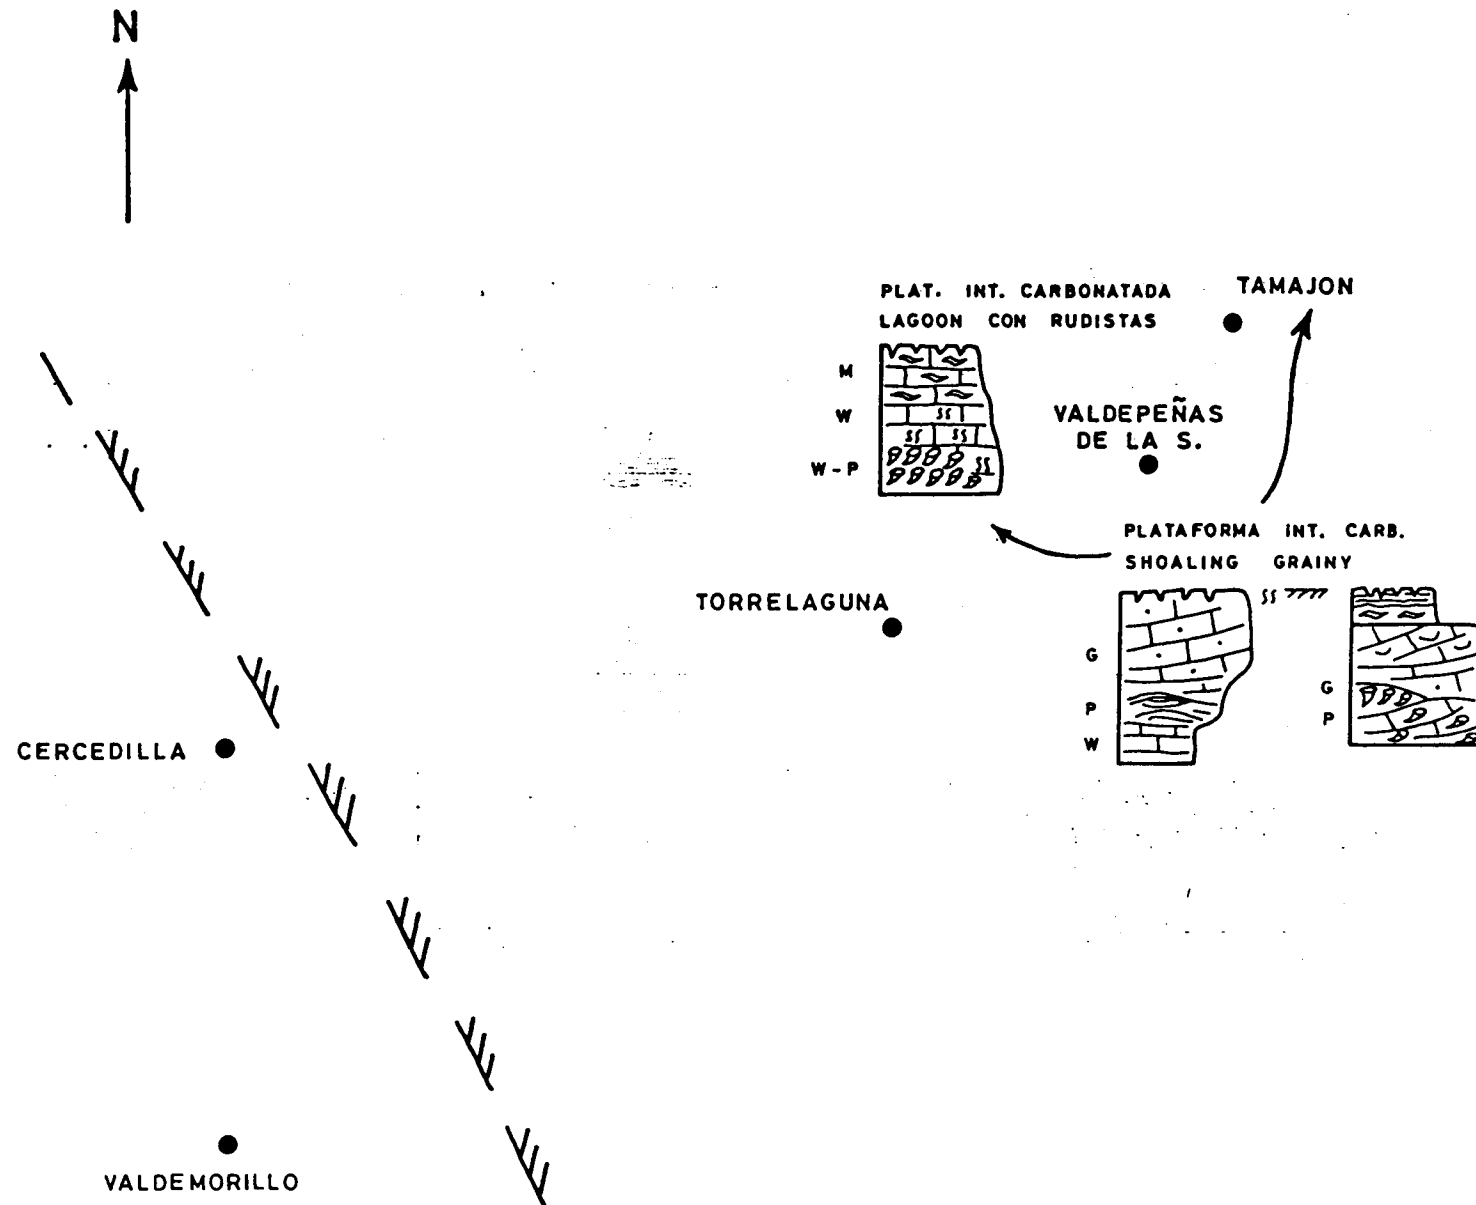 N
PLAT. INT. CARBONATADA
LAGOON CON RUDISTAS
TAMAJON
M
W
W-P
VALDEPEÑAS
DE LA S.
PLATAFORMA INT. CARB.
SHOALING GRAINY
TORRELAGUNA
G
P
W
G
P
CERCEDILLA
VALDEMORILLO